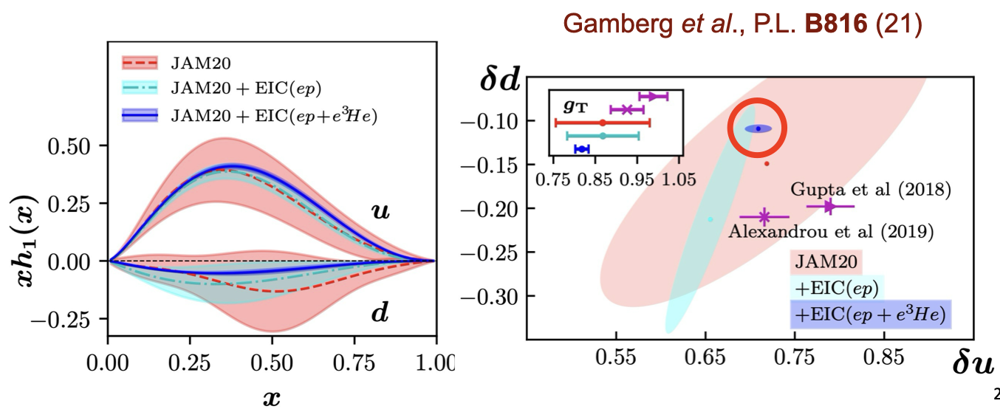 Gamberg et al., P.L. B816 (21)
JAM20
JAM20 + EIC(ep)
JAM20 + EIC(ep+e³He)
0.50
0.25
0.00
−0.25
xh₁(x)
u
d
0.00 0.25 0.50 0.75 1.00
x
δd
−0.10
−0.15
−0.20
−0.25
−0.30
g_T
0.75 0.85 0.95 1.05
Gupta et al (2018)
Alexandrou et al (2019)
JAM20
+EIC(ep)
+EIC(ep + e³He)
0.55 0.65 0.75 0.85
δu
2